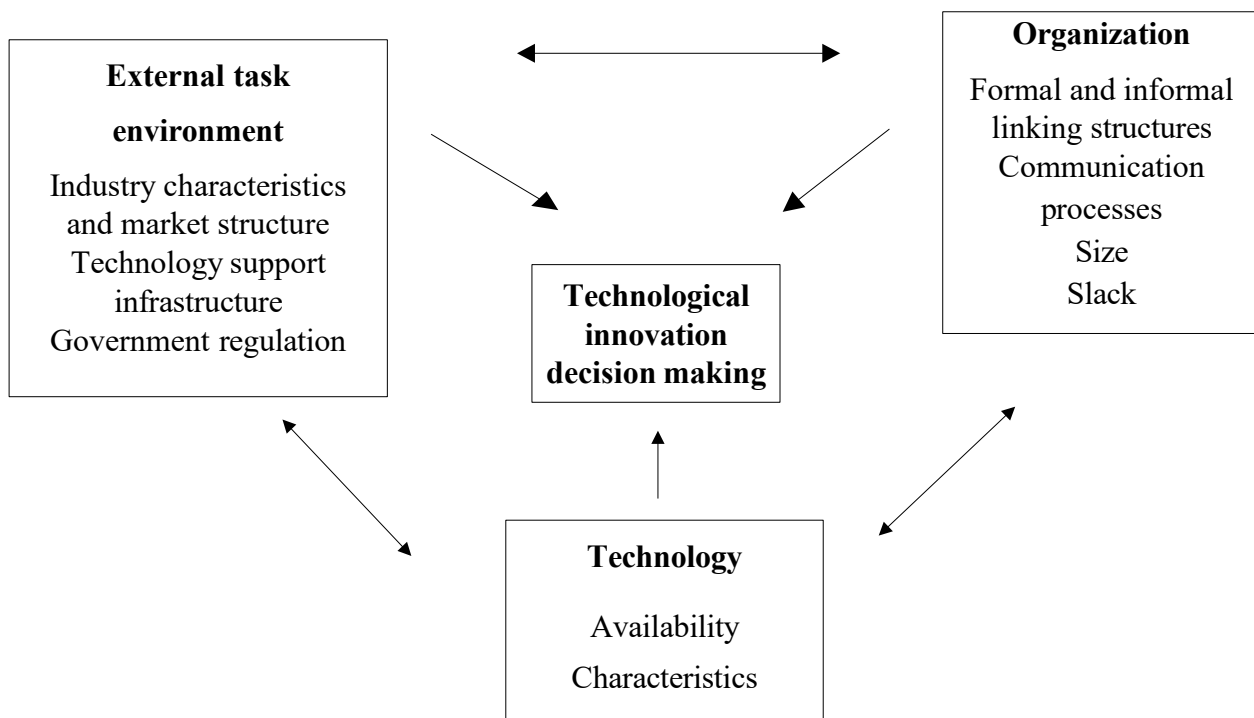 External task
environment
Industry characteristics
and market structure
Technology support
infrastructure
Government regulation
Organization
Formal and informal
linking structures
Communication
processes
Size
Slack
Technological
innovation
decision making
Technology
Availability
Characteristics